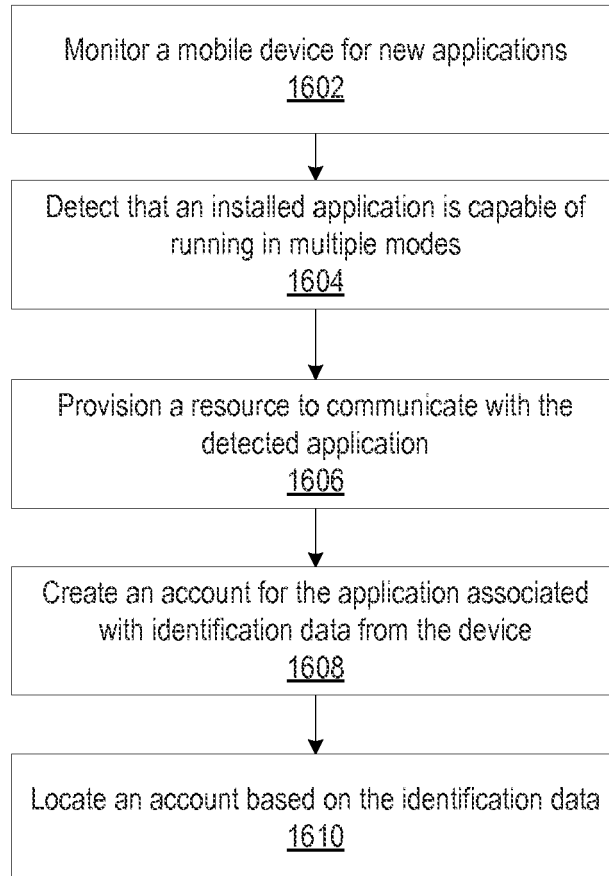 Monitor a mobile device for new applications
1602
Detect that an installed application is capable of
running in multiple modes
1604
Provision a resource to communicate with the
detected application
1606
Create an account for the application associated
with identification data from the device
1608
Locate an account based on the identification data
1610